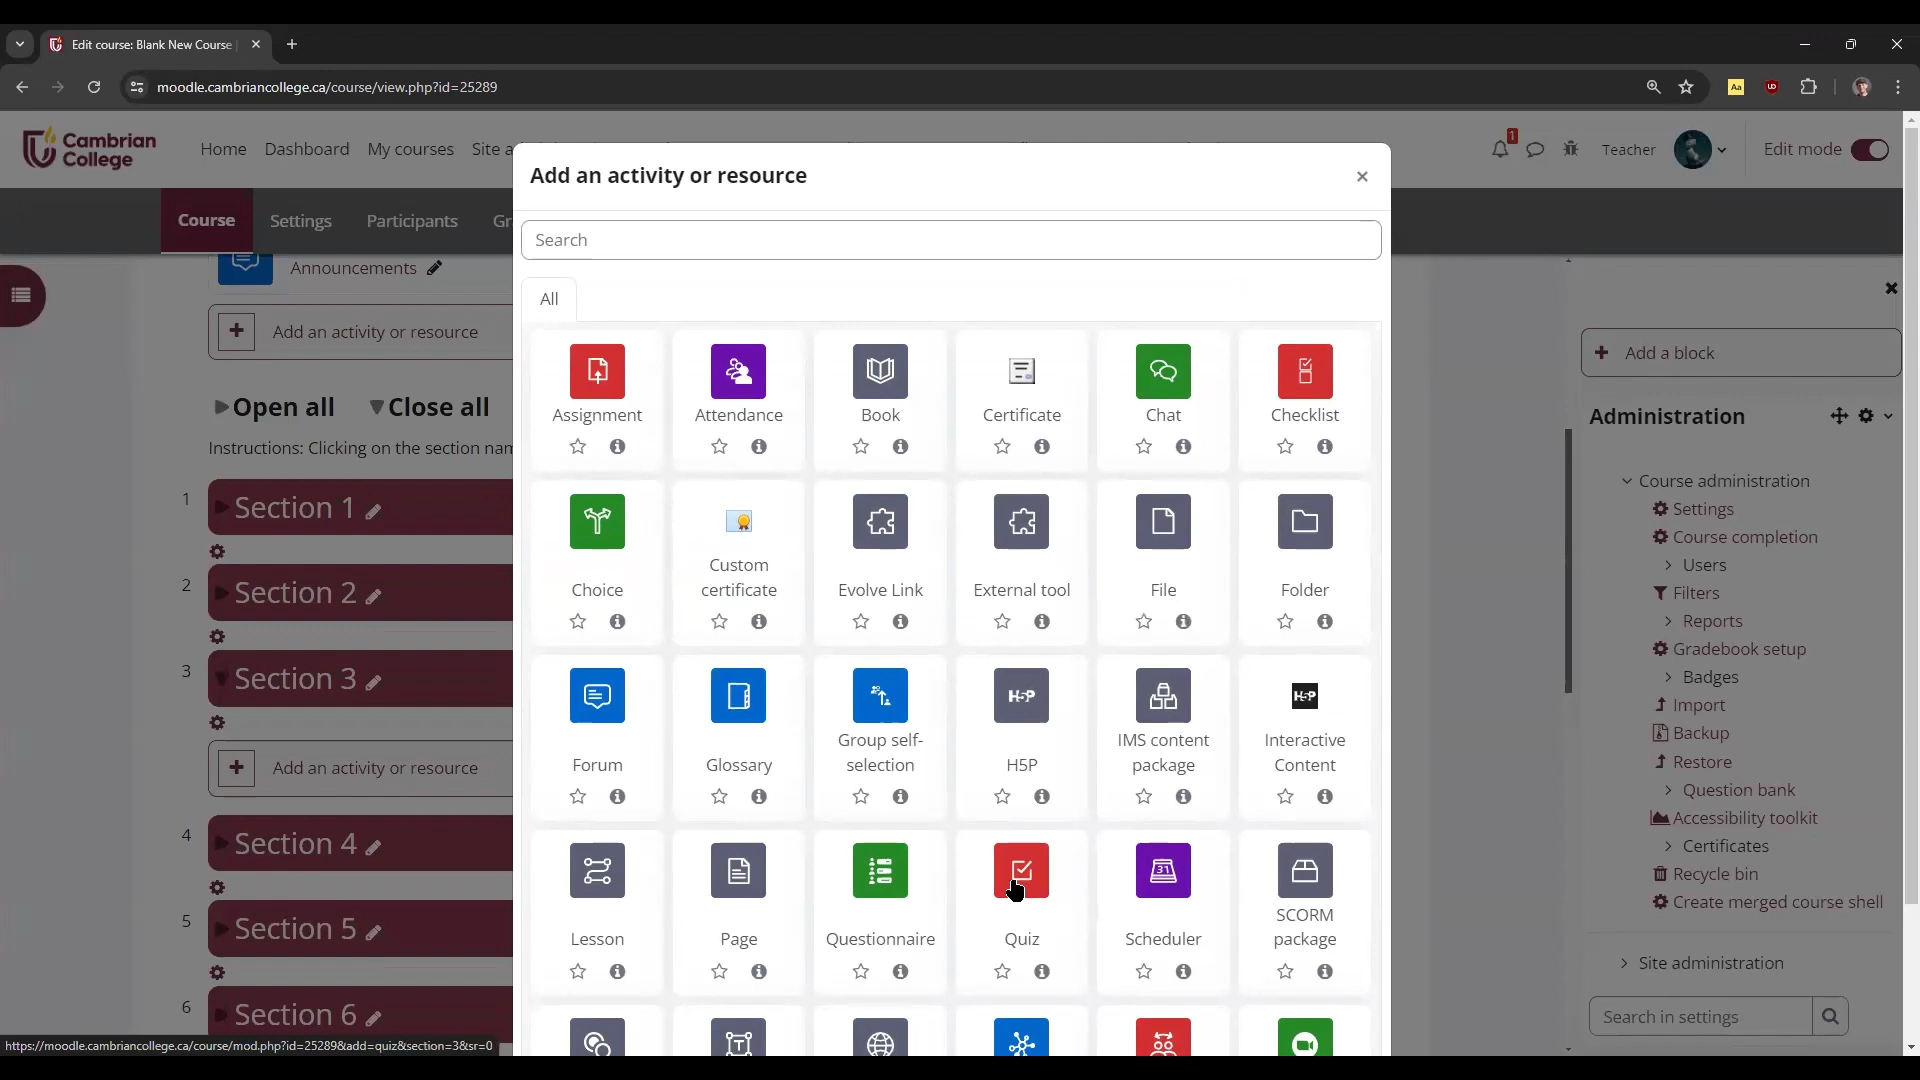 Edit course: Blank New Course
moodle.cambriancollege.ca/course/view.php?id=25289
Aa
UD
Cambrian
College
Home
Dashboard
My courses
Site a
1
Teacher
Edit mode
Course
Settings
Participants
Gr
Add an activity or resource
Search
All
Announcements
Add an activity or resource
Open all
Close all
Instructions: Clicking on the section nam
1
Section 1
2
Section 2
3
Section 3
Add an activity or resource
4
Section 4
5
Section 5
6
Section 6
Assignment
Attendance
Book
Certificate
Chat
Checklist
Choice
Custom
certificate
Evolve Link
External tool
File
Folder
Forum
Glossary
Group self-
selection
H5P
H5P
IMS content
package
H5P
Interactive
Content
Lesson
Page
Questionnaire
Quiz
31
Scheduler
SCORM
package
T
Add a block
Administration
Course administration
Settings
Course completion
Users
Filters
Reports
Gradebook setup
Badges
Import
Backup
Restore
Question bank
Accessibility toolkit
Certificates
Recycle bin
Create merged course shell
Site administration
Search in settings
https://moodle.cambriancollege.ca/course/mod.php?id=25289&add=quiz&section=3&sr=0